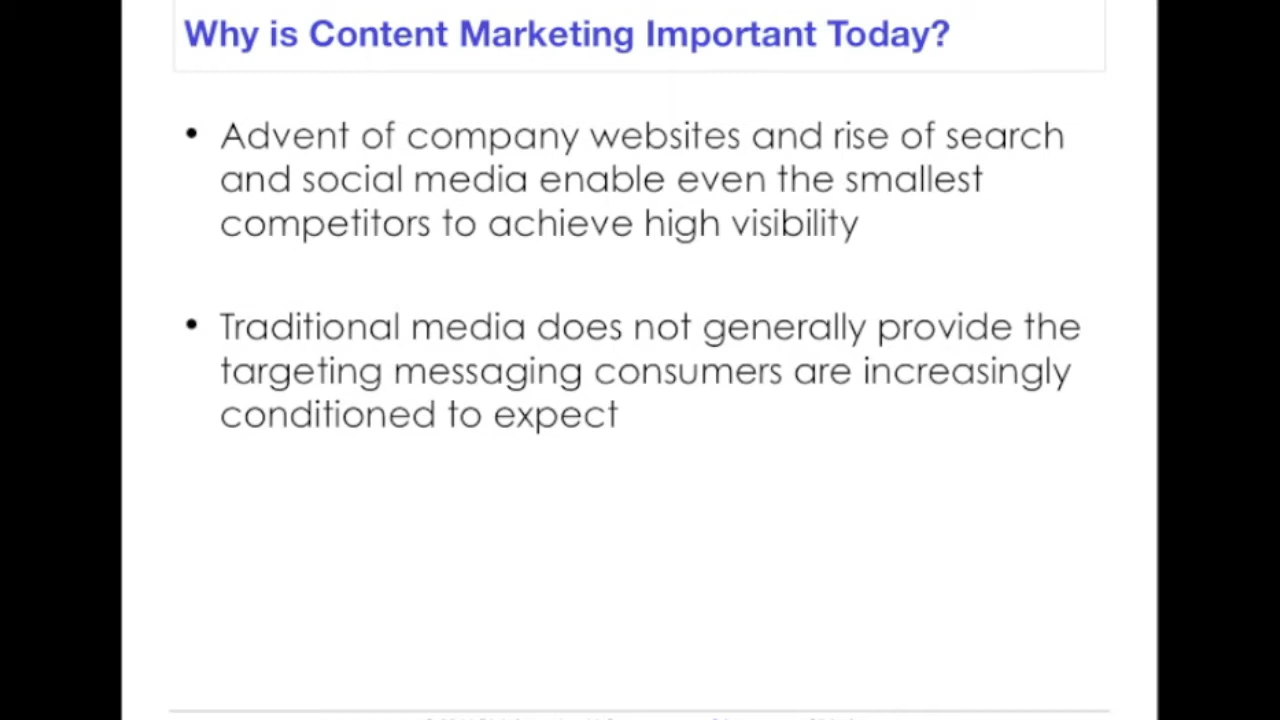 Why is Content Marketing Important Today?
• Advent of company websites and rise of search
and social media enable even the smallest
competitors to achieve high visibility
• Traditional media does not generally provide the
targeting messaging consumers are increasingly
conditioned to expect